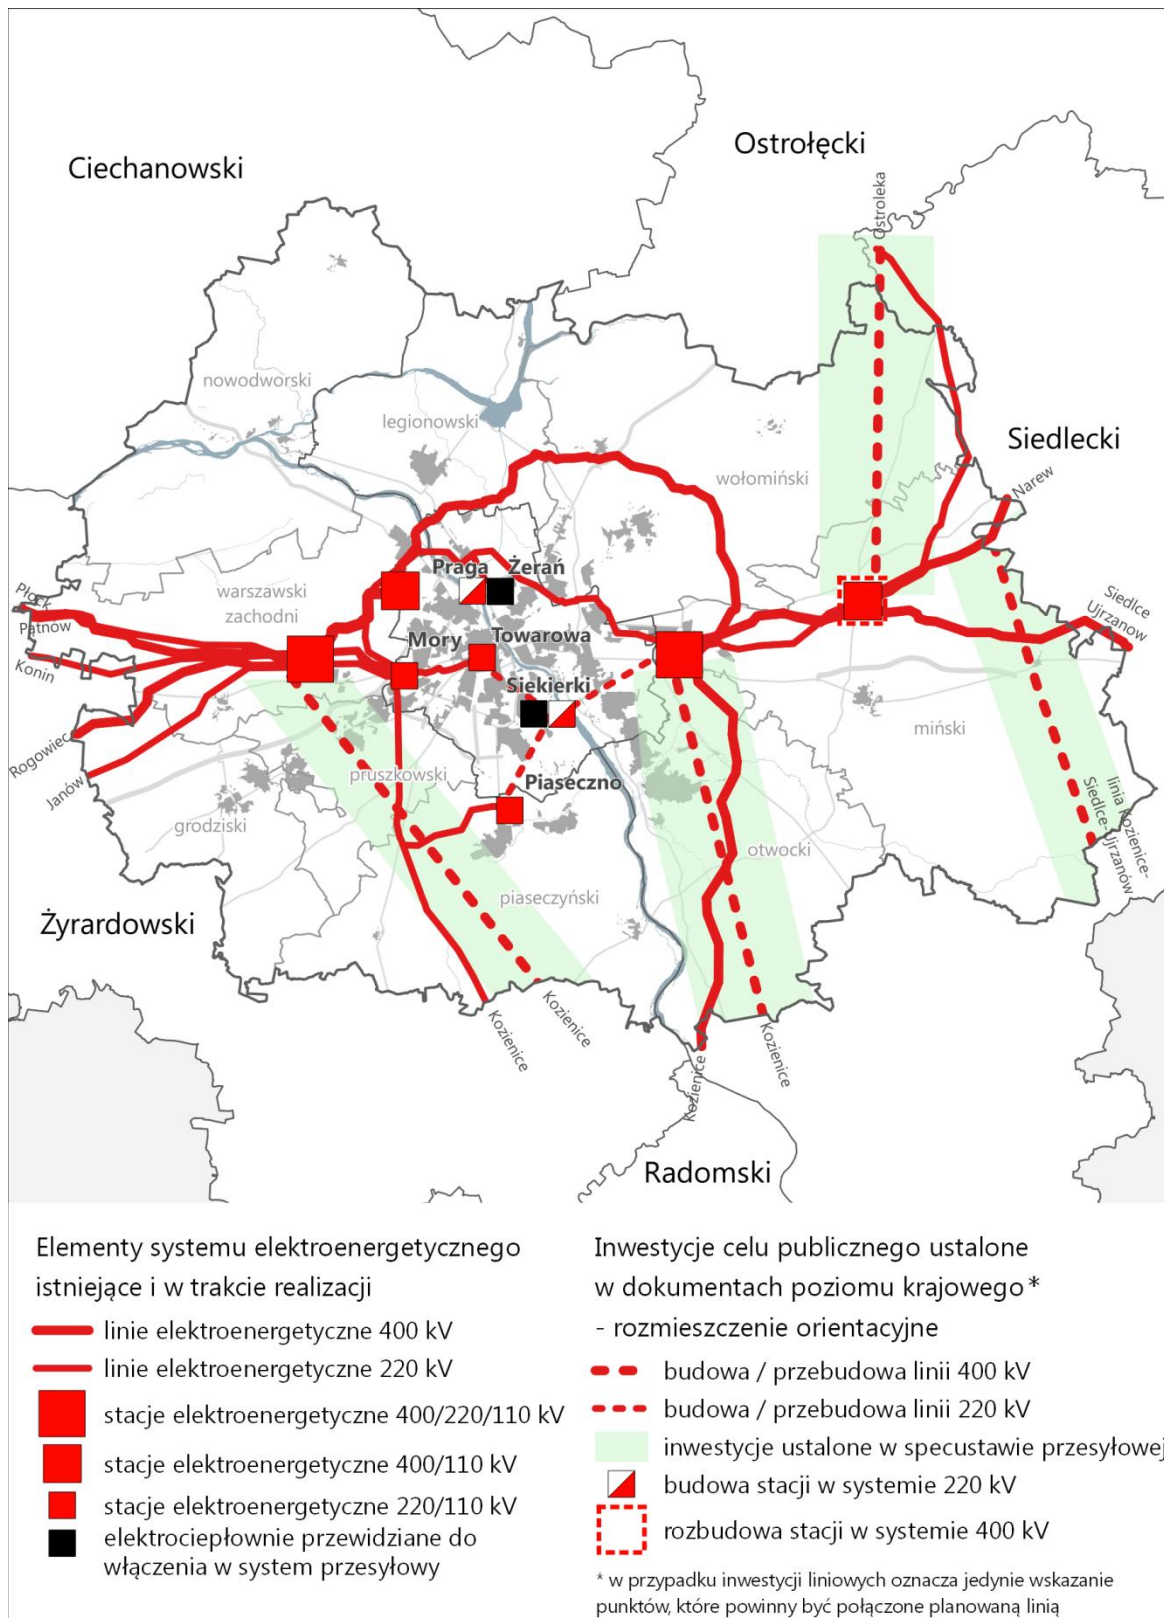 Ciechanowski
Ostrołęcki
Ostroleka
nowodworski
legionowski
Siedlecki
wołomiński
Narew
Praga
Żerań
warszawski
zachodni
Płock
Pątnów
Mory
Towarowa
Siedlce
Ujrzanow
Konin
Siekierki
miński
Rogowiec
Janów
pruszkowski
Piaseczno
linia Kozienice-
Siedlce-Ujrzanów
grodziski
otwocki
piaseczyński
Żyrardowski
Kozienice
Kozienice
Kozienice
Kozienice
Radomski
Elementy systemu elektroenergetycznego
istniejące i w trakcie realizacji
linie elektroenergetyczne 400 kV
linie elektroenergetyczne 220 kV
stacje elektroenergetyczne 400/220/110 kV
stacje elektroenergetyczne 400/110 kV
stacje elektroenergetyczne 220/110 kV
elektrociepłownie przewidziane do
włączenia w system przesyłowy
Inwestycje celu publicznego ustalone
w dokumentach poziomu krajowego*
- rozmieszczenie orientacyjne
budowa / przebudowa linii 400 kV
budowa / przebudowa linii 220 kV
inwestycje ustalone w specustawie przesyłowej
budowa stacji w systemie 220 kV
rozbudowa stacji w systemie 400 kV
* w przypadku inwestycji liniowych oznacza jedynie wskazanie
punktów, które powinny być połączone planowaną linią